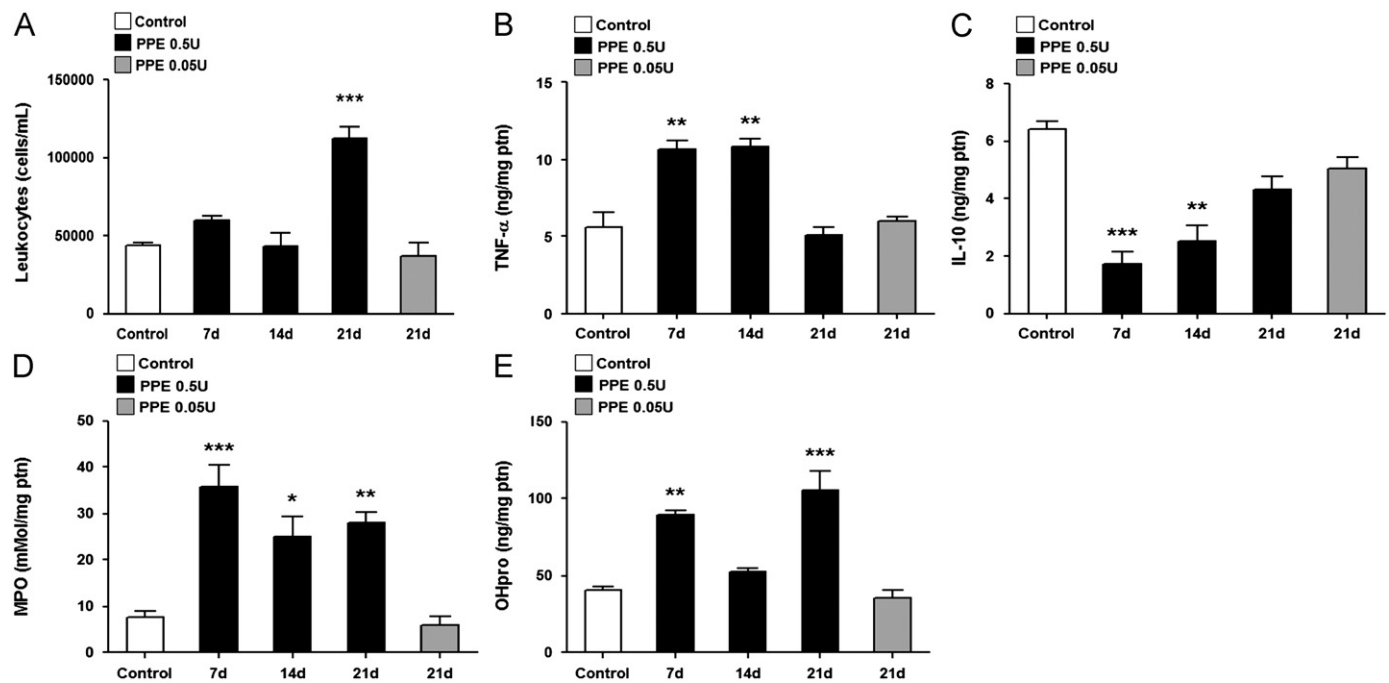 A
Control
PPE 0.5U
PPE 0.05U
Leukocytes (cells/mL)
150000
100000
50000
0
***
Control 7d 14d 21d 21d
B
Control
PPE 0.5U
PPE 0.05U
TNF-α (ng/mg ptn)
15
10
5
0
** **
Control 7d 14d 21d 21d
C
Control
PPE 0.5U
PPE 0.05U
IL-10 (ng/mg ptn)
8
6
4
2
0
*** **
Control 7d 14d 21d 21d
D
Control
PPE 0.5U
PPE 0.05U
MPO (mMol/mg ptn)
50
40
30
20
10
0
*** * **
Control 7d 14d 21d 21d
E
Control
PPE 0.5U
PPE 0.05U
OHpro (ng/mg ptn)
150
100
50
0
** ***
Control 7d 14d 21d 21d